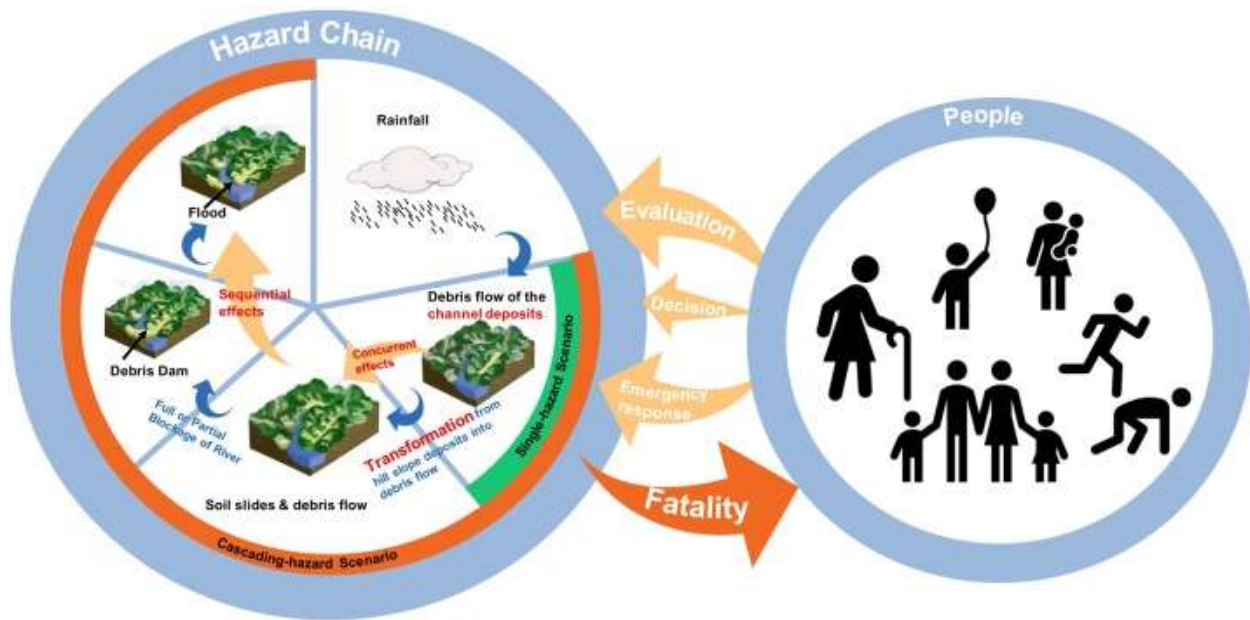 Hazard Chain
Rainfall
Flood
Sequential
effects
Debris flow of the
channel deposits
Concurrent
effects
Debris Dam
Full or Partial
Blockage of River
Transformation from
hill slope deposits into
debris flow
Soil slides & debris flow
Single-hazard Scenario
Cascading-hazard Scenario
Evaluation
Decision
Emergency
response
Fatality
People